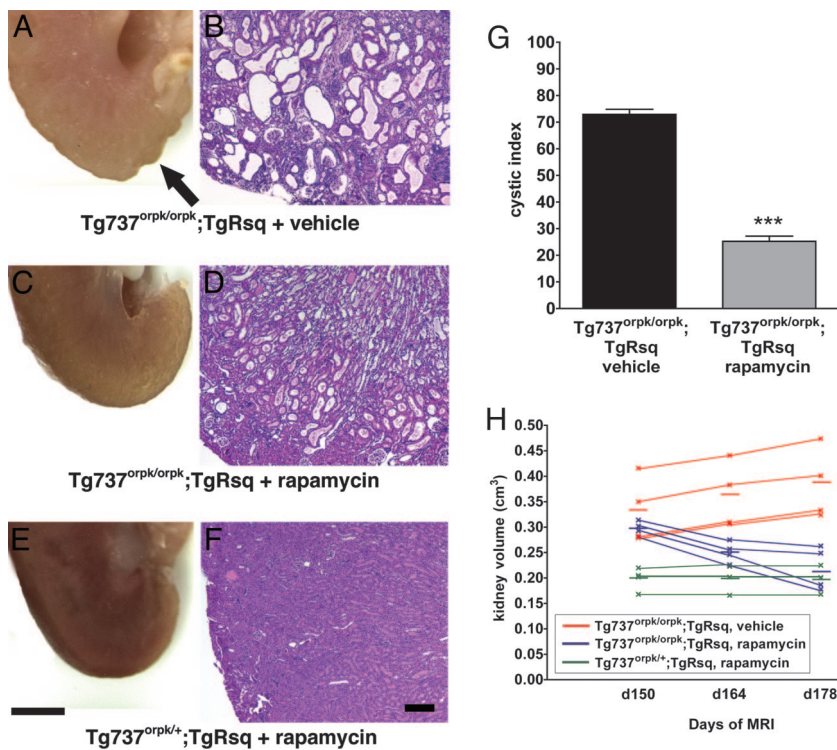 A
B
Tg737orpk/orpk;TgRsq + vehicle
C
D
Tg737orpk/orpk;TgRsq + rapamycin
E
F
Tg737orpk/+;TgRsq + rapamycin
G
cystic index
100
90
80
70
60
50
40
30
20
10
0
***
Tg737orpk/orpk;
TgRsq
vehicle
Tg737orpk/orpk;
TgRsq
rapamycin
H
kidney volume (cm3)
0.50
0.45
0.40
0.35
0.30
0.25
0.20
0.15
0.10
0.05
0.00
Tg737orpk/orpk;TgRsq, vehicle
Tg737orpk/orpk;TgRsq, rapamycin
Tg737orpk/+;TgRsq, rapamycin
d150
d164
d178
Days of MRI